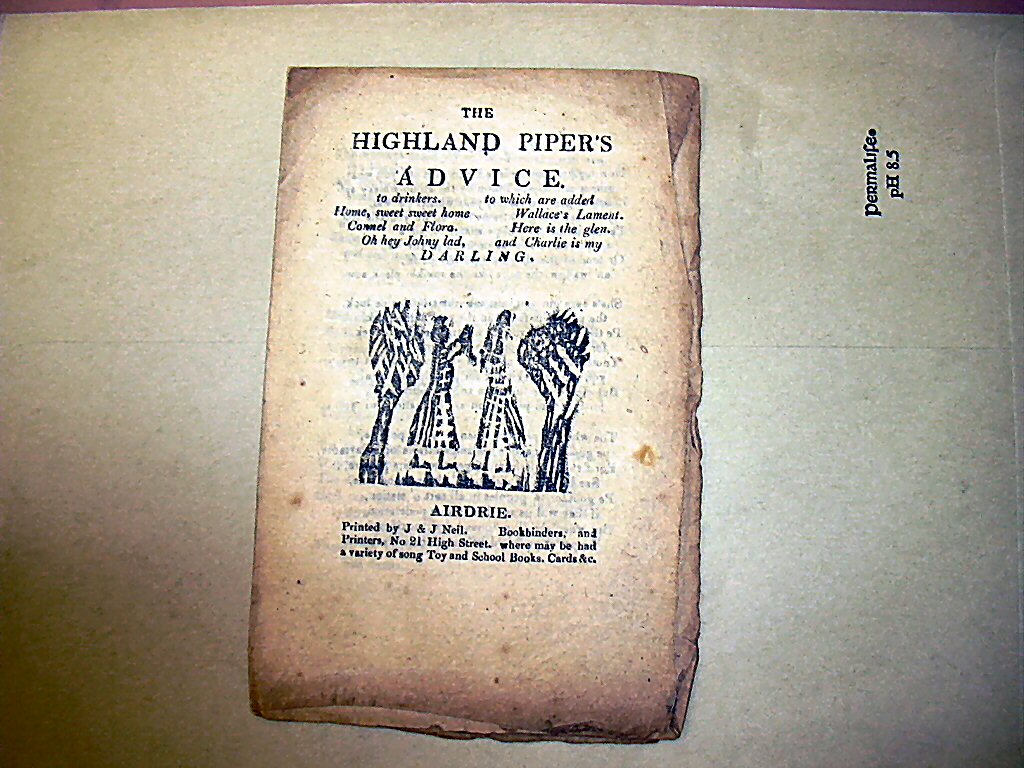 THE
HIGHLAND PIPER'S
ADVICE.
to drinkers. to which are added
Home, sweet sweet home Wallace's Lament.
Connel and Flora. Here is the glen.
Oh hey Johny lad, and Charlie is my
DARLING.
AIRDRIE.
Printed by J & J Neil. Bookbinders, and
Printers, No 21 High Street. where may be had
a variety of song Toy and School Books. Cards &c.
Permalife
pH 8.5